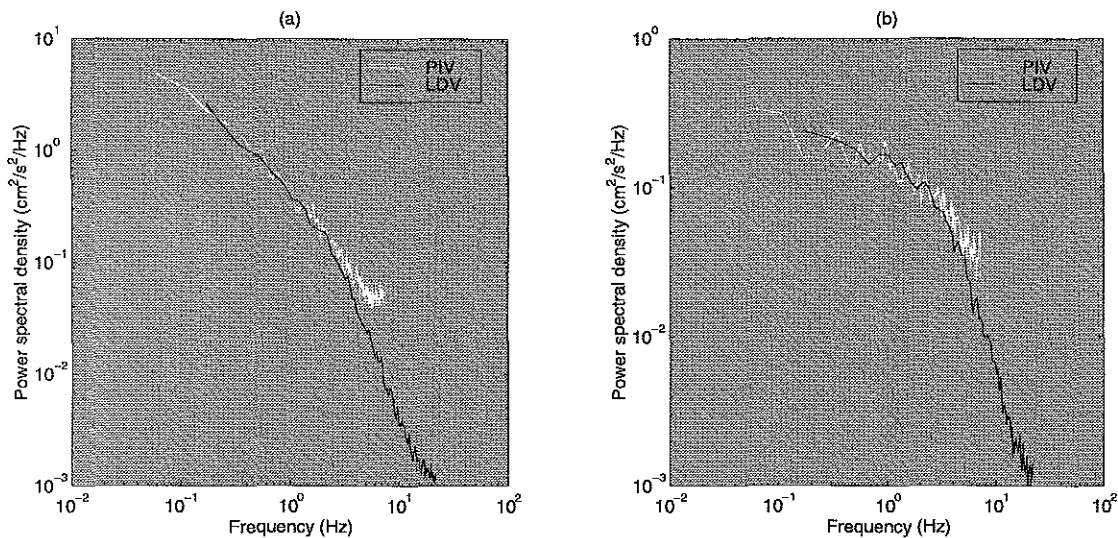 (a)
10^1
10^0
10^-1
10^-2
10^-3
Power spectral density (cm^2/s^2/Hz)
PIV
LDV
10^-2
10^-1
10^0
10^1
10^2
Frequency (Hz)
(b)
10^0
10^-1
10^-2
10^-3
Power spectral density (cm^2/s^2/Hz)
PIV
LDV
10^-2
10^-1
10^0
10^1
10^2
Frequency (Hz)